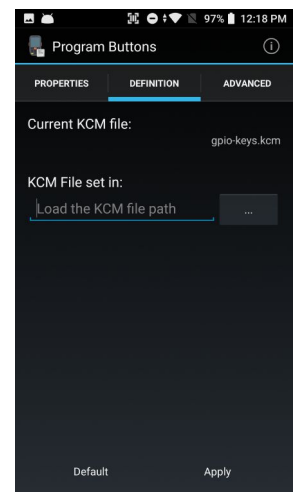 97% 12:18 PM
Program Buttons
PROPERTIES DEFINITION ADVANCED
Current KCM file:
gpio-keys.kcm
KCM File set in:
Load the KCM file path ...
Default Apply